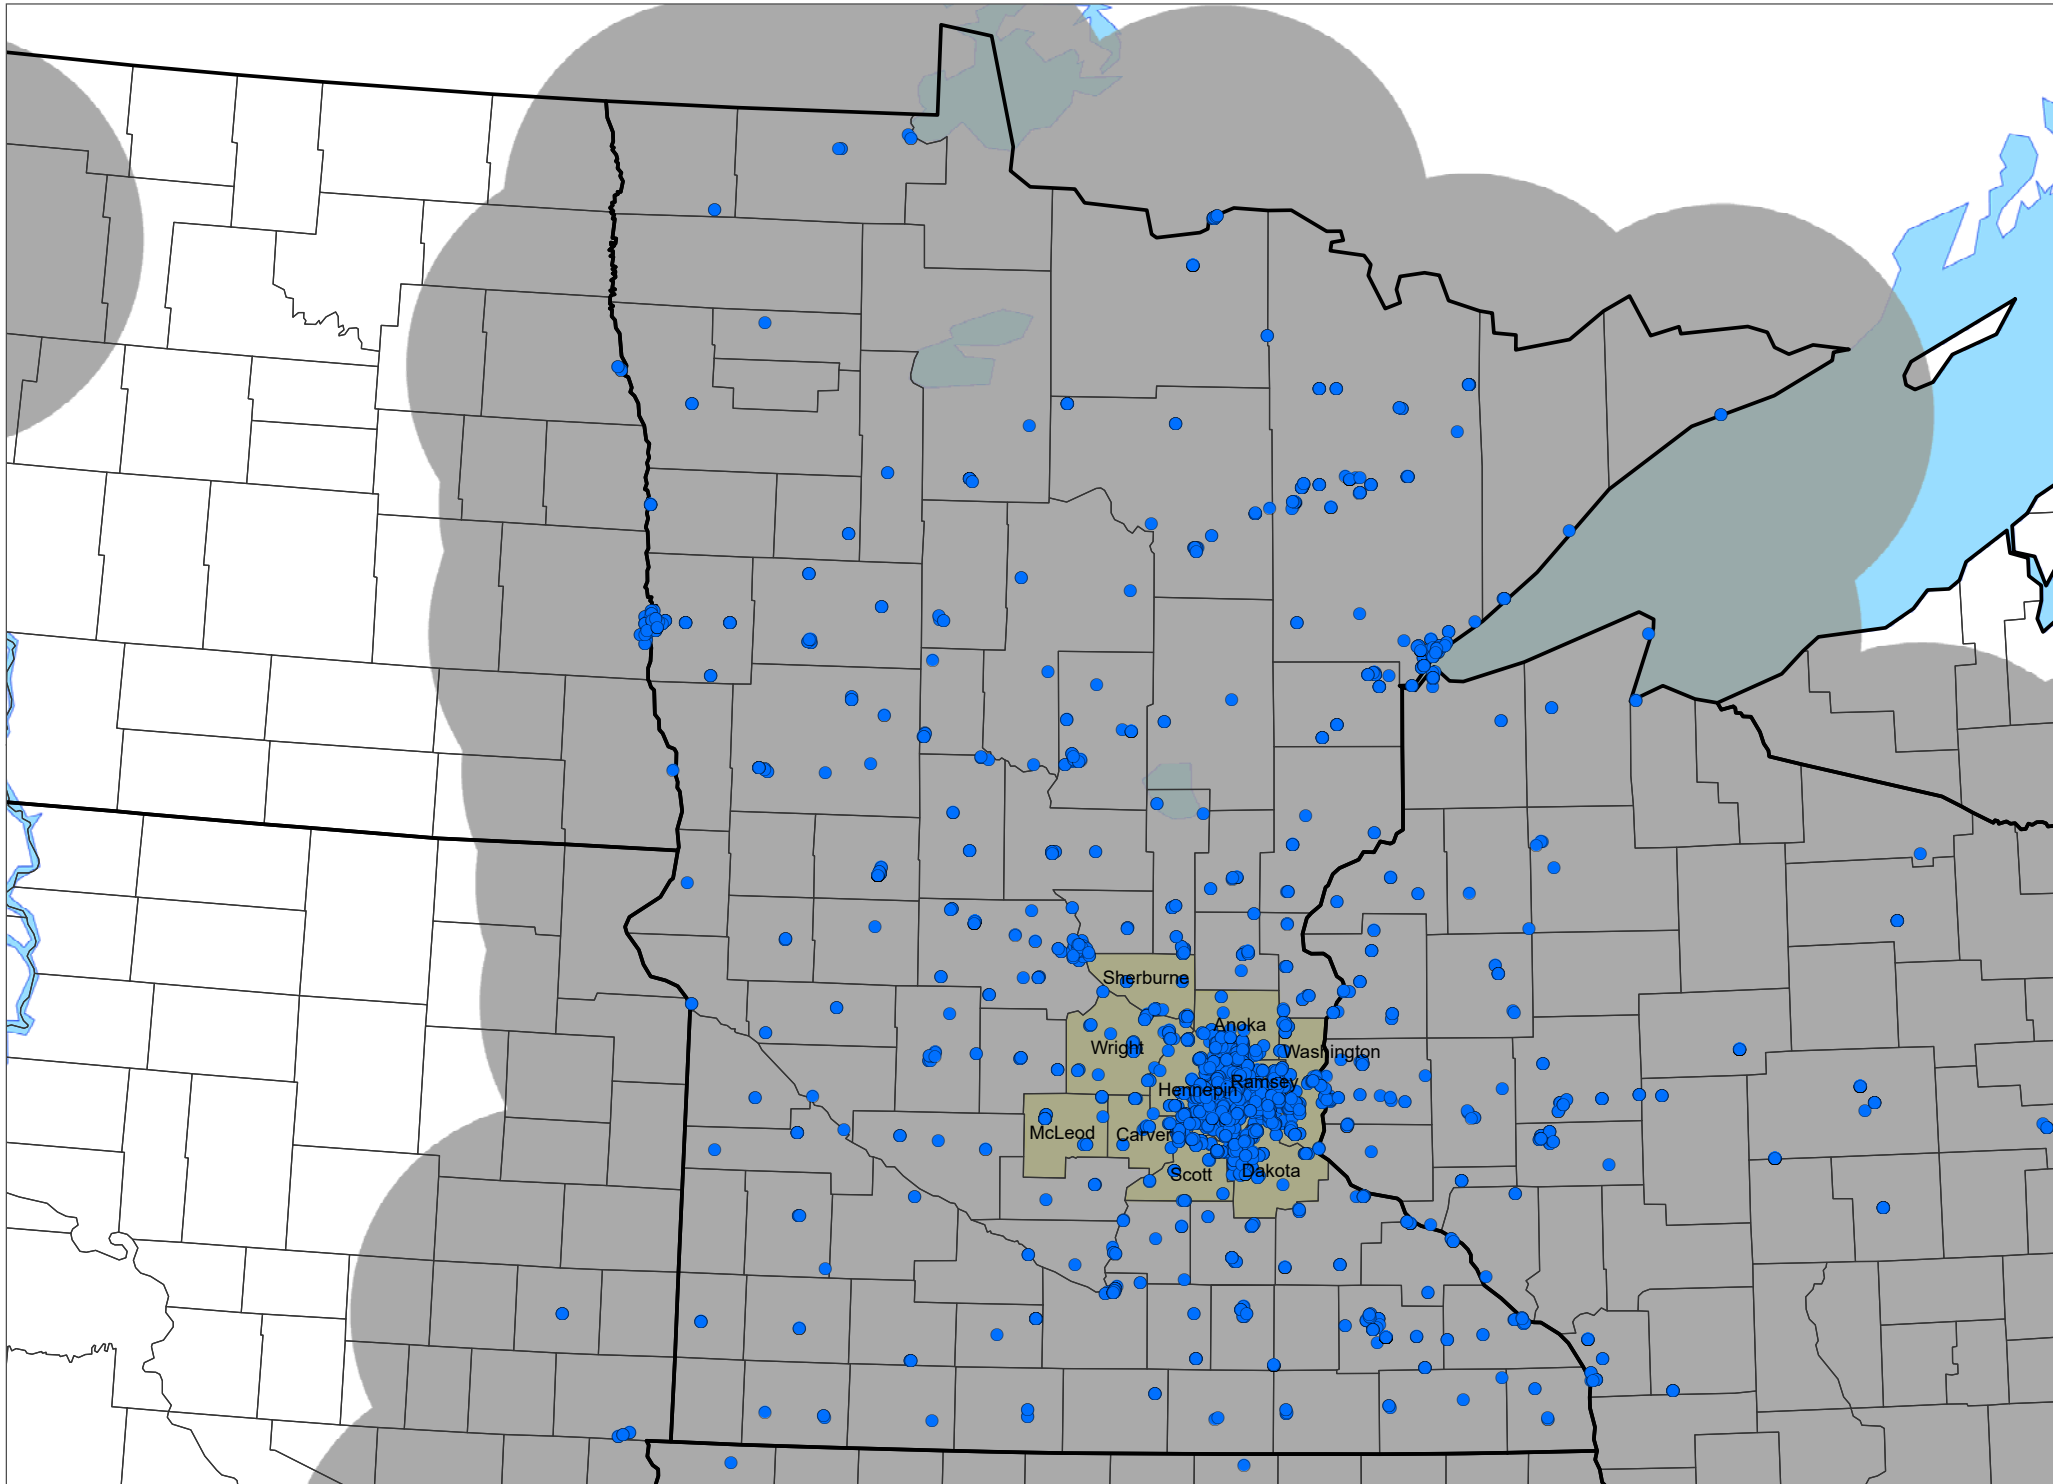 Sherburne
Anoka
Wright
Washington
Ramsey
Hennepin
McLeod
Carver
Scott
Dakota